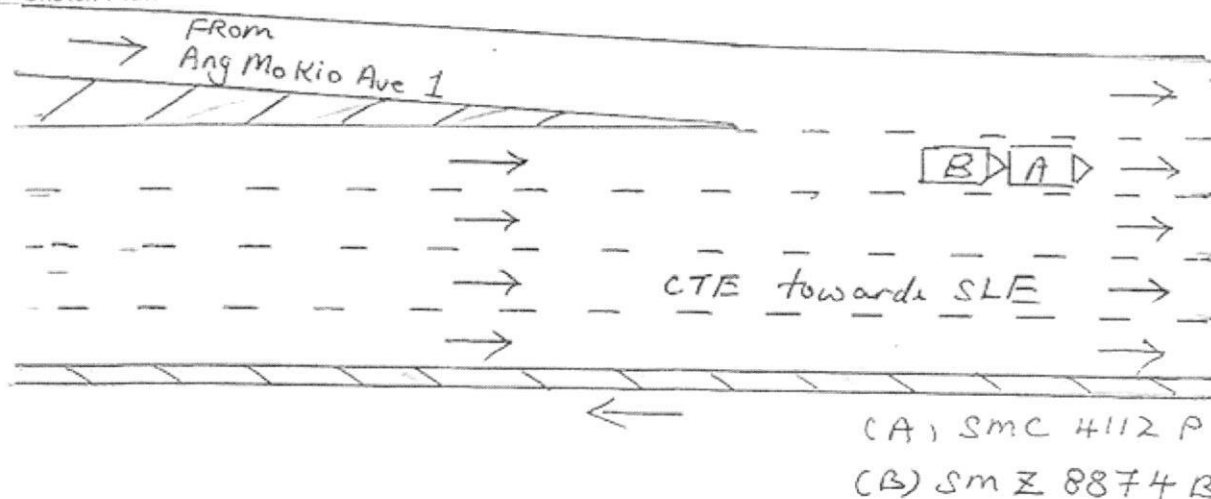 FRom
Ang Mo Kio Ave 1
B A
CTE towards SLE
(A) SMC 4112 P
(B) SMZ 8874 B